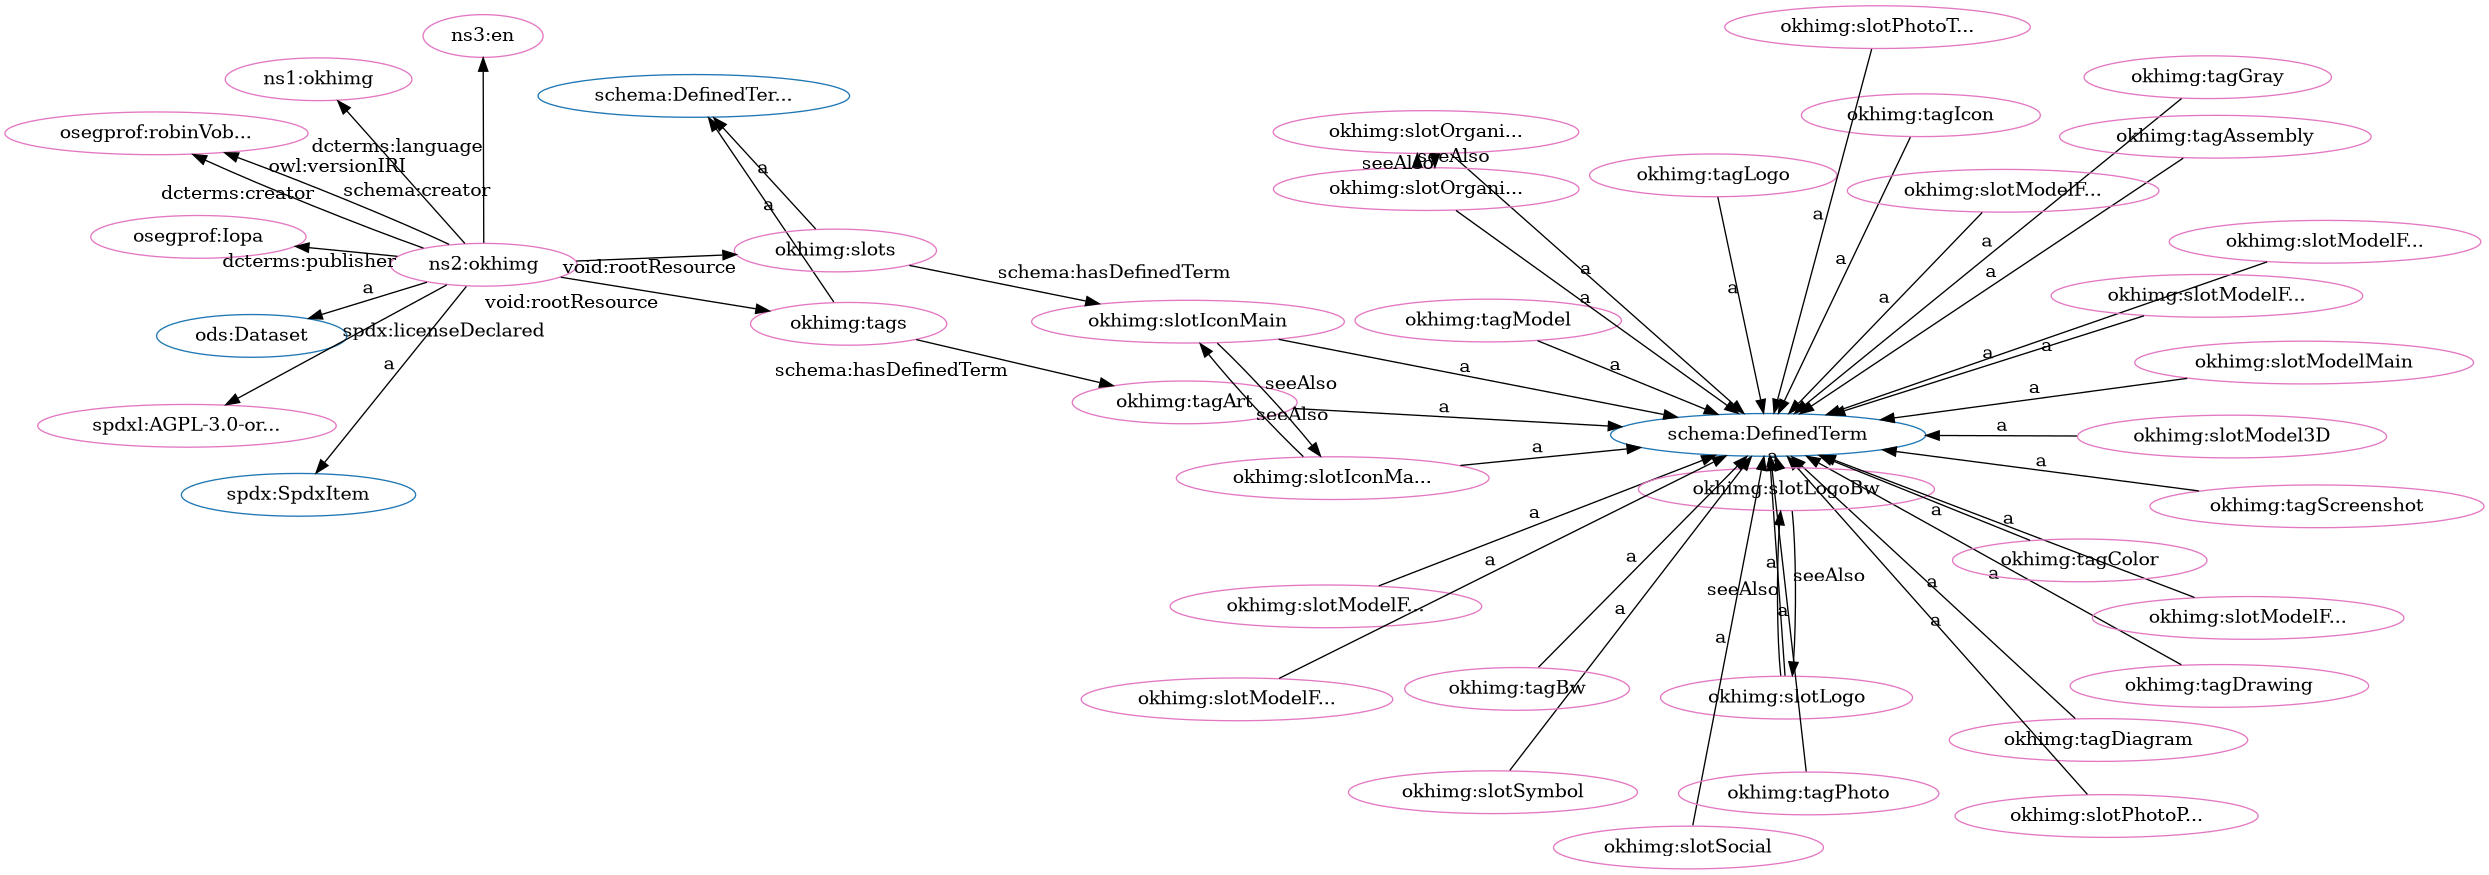 okhimg:slotPhotoT...
ns3:en
ns1:okhimg
okhimg:tagGray
schema:DefinedTer...
okhimg:tagIcon
osegprof:robinVob...
okhimg:slotOrgani...
okhimg:tagAssembly
dcterms:language
seeAlso
seeAlso
owl:versionIRI
a
okhimg:tagLogo
okhimg:slotOrgani...
okhimg:slotModelF...
dcterms:creator
schema:creator
a
a
osegprof:Iopa
okhimg:slots
a
okhimg:slotModelF...
dcterms:publisher
ns2:okhimg
void:rootResource
schema:hasDefinedTerm
a
a
a
a
a
okhimg:slotModelF...
a
a
void:rootResource
a
ods:Dataset
spdx:licenseDeclared
okhimg:tags
okhimg:slotIconMain
okhimg:tagModel
a
a
a
schema:hasDefinedTerm
a
a
okhimg:slotModelMain
seeAlso
a
okhimg:tagArt
seeAlso
a
spdxl:AGPL-3.0-or...
schema:DefinedTerm
a
okhimg:slotModel3D
a
a
a
spdx:SpdxItem
okhimg:slotIconMa...
okhimg:slotLogoBw
okhimg:tagScreenshot
a
a
a
a
a
a
a
seeAlso
okhimg:tagColor
a
a
okhimg:slotModelF...
a
seeAlso
a
a
okhimg:slotModelF...
a
okhimg:slotModelF...
okhimg:tagBw
okhimg:slotLogo
okhimg:tagDrawing
okhimg:tagDiagram
okhimg:slotSymbol
okhimg:tagPhoto
okhimg:slotPhotoP...
okhimg:slotSocial